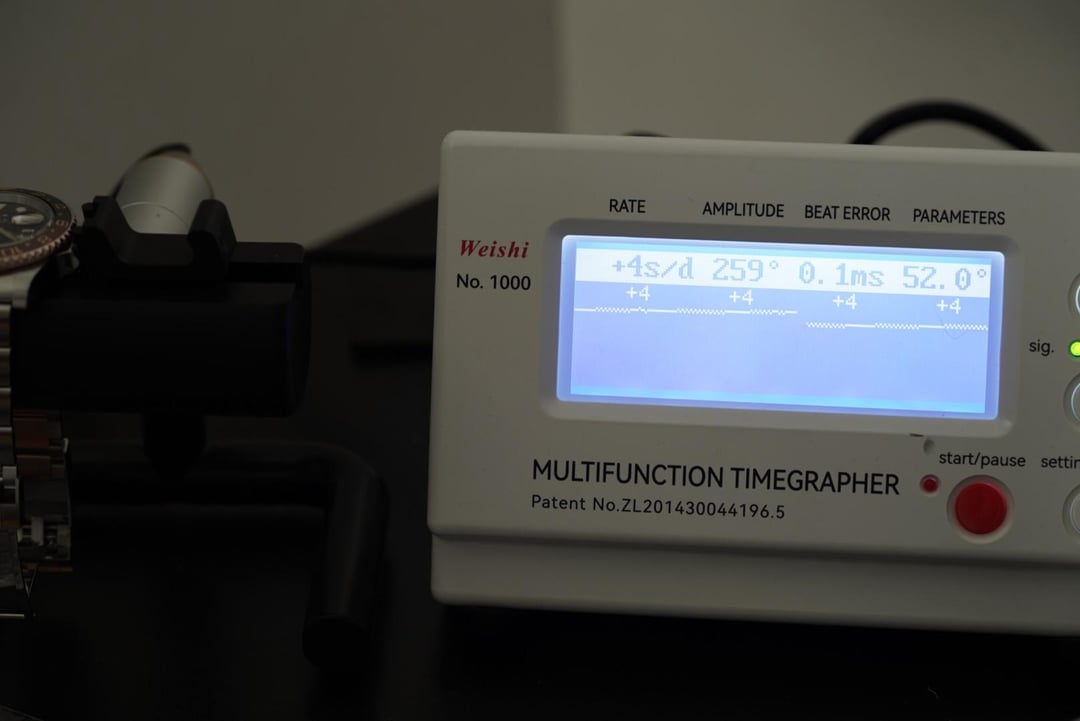 RATE AMPLITUDE BEAT ERROR PARAMETERS
Weishi
No. 1000
+4s/d 259° 0.1ms 52.0°
+4 +4 +4 +4
sig.
MULTIFUNCTION TIMEGRAPHER
start/pause
Patent No.ZL201430044196.5